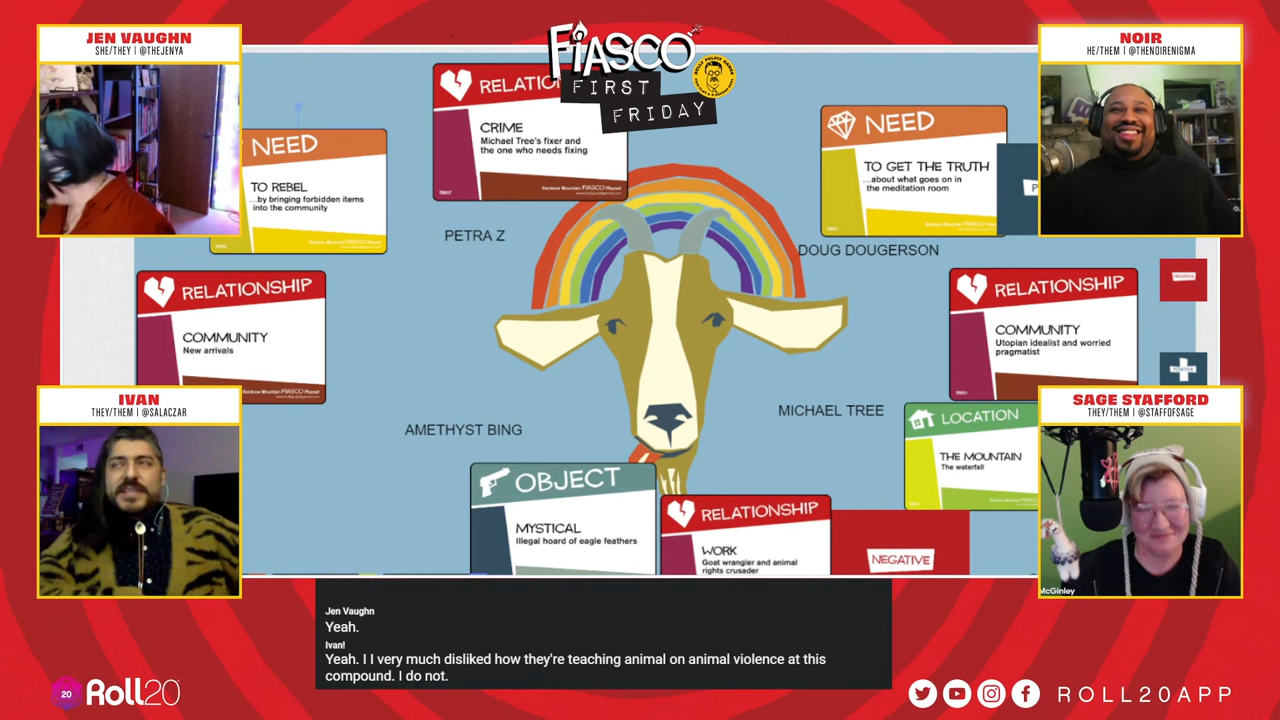 JEN VAUGHN
SHE/THEY | @THEJENYA
FIASCO
FIRST
FRIDAY
NOIR
HE/THEM | @THENOIRENIGMA
NEED
TO REBEL
...by bringing forbidden items
into the community
CRIME
Michael Tree's fixer and
the one who needs fixing
Rainbow Mountain FIASCO Playset
NEED
TO GET THE TRUTH
...about what goes on in
the meditation room
PETRA Z
DOUG DOUGERSON
RELATIONSHIP
COMMUNITY
New arrivals
Rainbow Mountain FIASCO Playset
RELATIONSHIP
COMMUNITY
Utopian idealist and worried
pragmatist
NEGATIVE
POSITIVE
IVAN
THEY/THEM | @SALACZAR
AMETHYST BING
MICHAEL TREE
LOCATION
THE MOUNTAIN
The waterfall
SAGE STAFFORD
THEY/THEM | @STAFFOFSAGE
OBJECT
MYSTICAL
Illegal hoard of eagle feathers
RELATIONSHIP
WORK
Goat wrangler and animal
rights crusader
NEGATIVE
McGinley
Jen Vaughn
Yeah.
Ivan!
Yeah. I I very much disliked how they're teaching animal on animal violence at this
compound. I do not.
20
Roll20
ROLL20APP